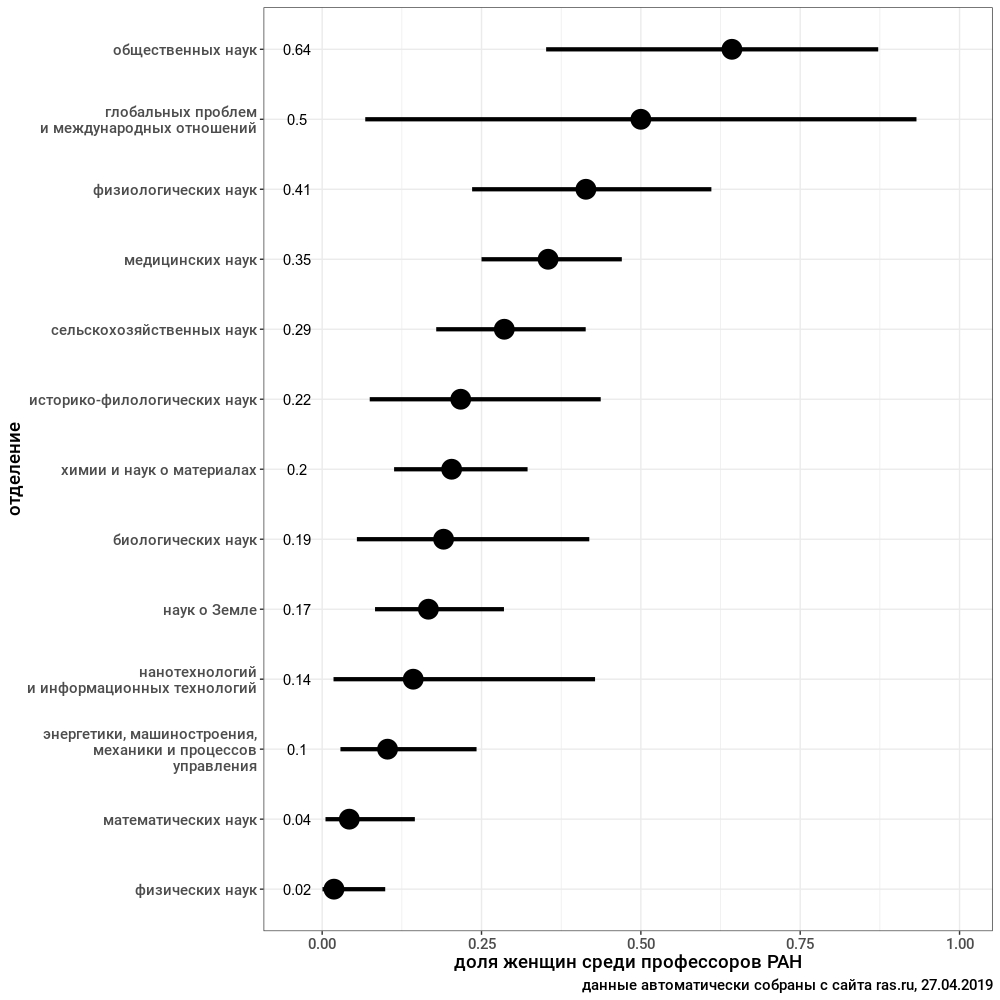 общественных наук 0.64
глобальных проблем
и международных отношений 0.5
физиологических наук 0.41
медицинских наук 0.35
сельскохозяйственных наук 0.29
историко-филологических наук 0.22
химии и наук о материалах 0.2
биологических наук 0.19
наук о Земле 0.17
нанотехнологий
и информационных технологий 0.14
энергетики, машиностроения,
механики и процессов 0.1
управления
математических наук 0.04
физических наук 0.02
отделение
0.00 0.25 0.50 0.75 1.00
доля женщин среди профессоров РАН
данные автоматически собраны с сайта ras.ru, 27.04.2019